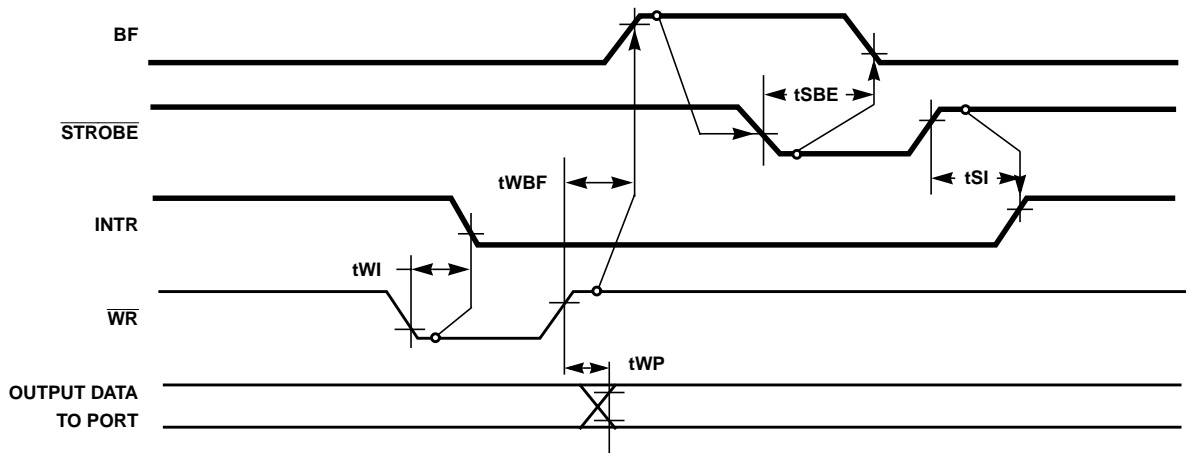 BF
tSBE
STROBE
tWBF
tSI
INTR
tWI
WR
tWP
OUTPUT DATA
TO PORT